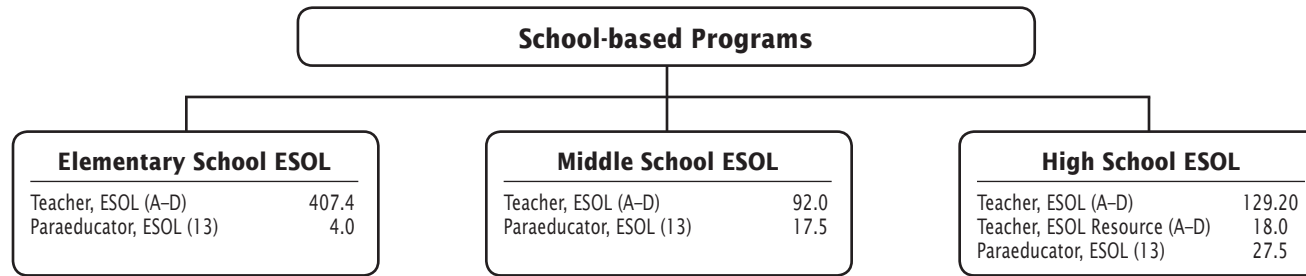 School-based Programs
Elementary School ESOL
Teacher, ESOL (A–D) 407.4
Paraeducator, ESOL (13) 4.0
Middle School ESOL
Teacher, ESOL (A–D) 92.0
Paraeducator, ESOL (13) 17.5
High School ESOL
Teacher, ESOL (A–D) 129.20
Teacher, ESOL Resource (A–D) 18.0
Paraeducator, ESOL (13) 27.5